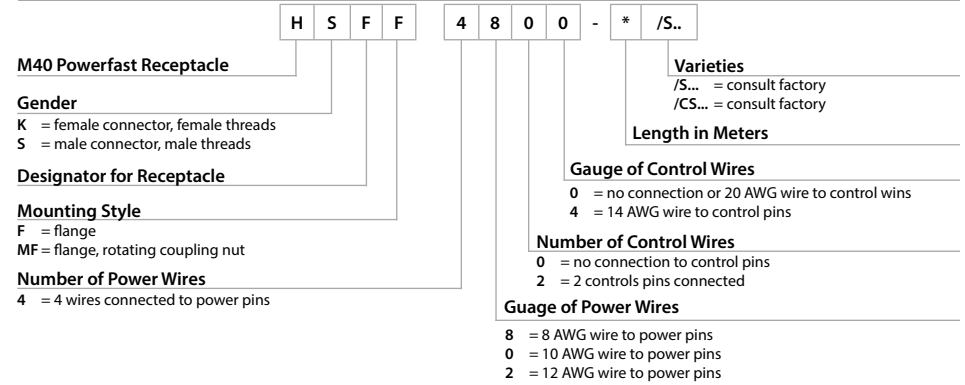 H S F F 4 8 0 0 - * /S..
M40 Powerfast Receptacle
Gender
K = female connector, female threads
S = male connector, male threads
Designator for Receptacle
Mounting Style
F = flange
MF = flange, rotating coupling nut
Number of Power Wires
4 = 4 wires connected to power pins
Varieties
/S... = consult factory
/CS... = consult factory
Length in Meters
Gauge of Control Wires
0 = no connection or 20 AWG wire to control wins
4 = 14 AWG wire to control pins
Number of Control Wires
0 = no connection to control pins
2 = 2 controls pins connected
Guage of Power Wires
8 = 8 AWG wire to power pins
0 = 10 AWG wire to power pins
2 = 12 AWG wire to power pins